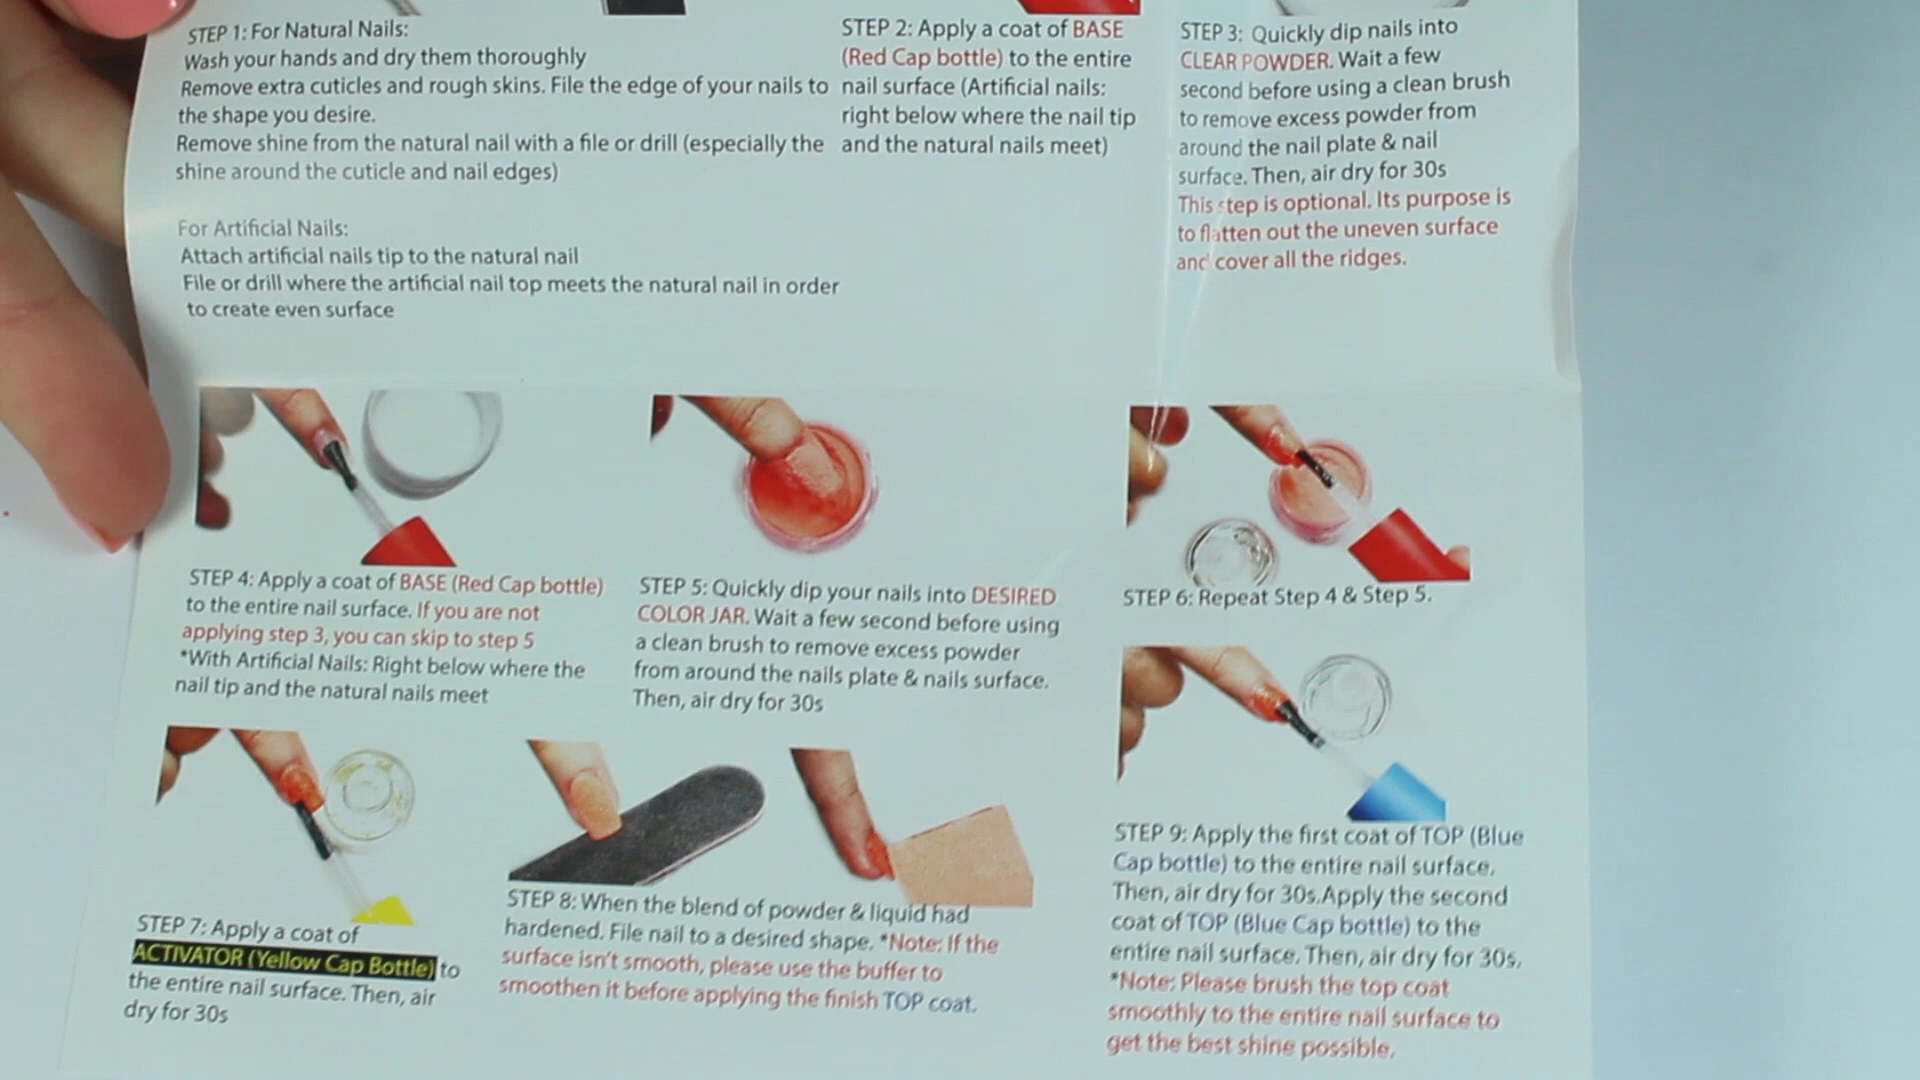 STEP 1: For Natural Nails:
Wash your hands and dry them thoroughly
Remove extra cuticles and rough skins. File the edge of your nails to
the shape you desire.
Remove shine from the natural nail with a file or drill (especially the
shine around the cuticle and nail edges)
For Artificial Nails:
Attach artificial nails tip to the natural nail
File or drill where the artificial nail top meets the natural nail in order
to create even surface
STEP 2: Apply a coat of BASE
(Red Cap bottle) to the entire
nail surface (Artificial nails:
right below where the nail tip
and the natural nails meet)
STEP 3: Quickly dip nails into
CLEAR POWDER. Wait a few
second before using a clean brush
to remove excess powder from
around the nail plate & nail
surface. Then, air dry for 30s
This step is optional. Its purpose is
to flatten out the uneven surface
and cover all the ridges.
STEP 4: Apply a coat of BASE (Red Cap bottle)
to the entire nail surface. If you are not
applying step 3, you can skip to step 5
*With Artificial Nails: Right below where the
nail tip and the natural nails meet
STEP 5: Quickly dip your nails into DESIRED
COLOR JAR. Wait a few second before using
a clean brush to remove excess powder
from around the nails plate & nails surface.
Then, air dry for 30s
STEP 6: Repeat Step 4 & Step 5.
STEP 7: Apply a coat of
ACTIVATOR (Yellow Cap Bottle) to
the entire nail surface. Then, air
dry for 30s
STEP 8: When the blend of powder & liquid had
hardened. File nail to a desired shape. *Note: If the
surface isn't smooth, please use the buffer to
smoothen it before applying the finish TOP coat.
STEP 9: Apply the first coat of TOP (Blue
Cap bottle) to the entire nail surface.
Then, air dry for 30s.Apply the second
coat of TOP (Blue Cap bottle) to the
entire nail surface. Then, air dry for 30s.
*Note: Please brush the top coat
smoothly to the entire nail surface to
get the best shine possible.